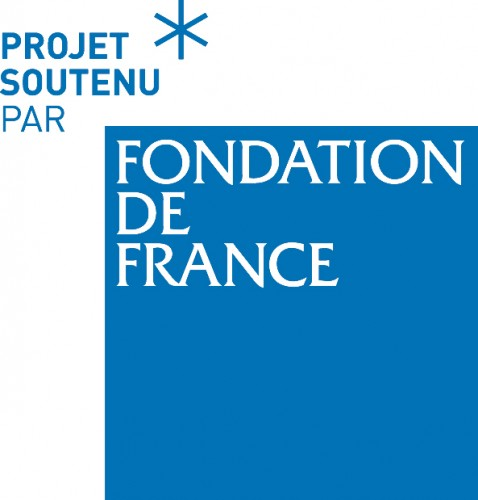 PROJET
SOUTENU
PAR
FONDATION
DE
FRANCE